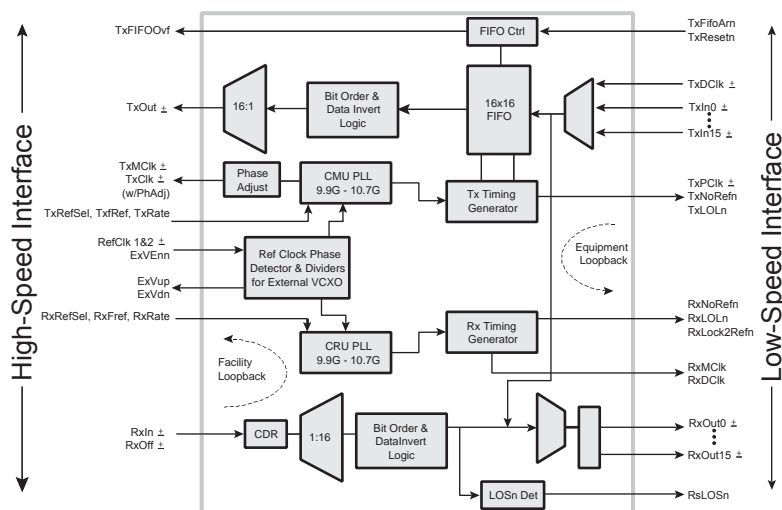 High-Speed Interface
TxFIFOOvf
FIFO Ctrl
TxFifoArn
TxResetn
TxOut ±
16:1
Bit Order &
Data Invert
Logic
16x16
FIFO
TxDClk ±
TxIn0 ±
TxIn15 ±
TxMClk ±
TxClk ±
(w/PhAdj)
Phase
Adjust
CMU PLL
9.9G - 10.7G
Tx Timing
Generator
TxPClk ±
TxNoRefn
TxLOLn
TxRefSel, TxfRef, TxRate
RefClk 1&2 ±
ExVEnn
Ref Clock Phase
Detector & Dividers
for External VCXO
Equipment
Loopback
ExVup
ExVdn
RxRefSel, RxFref, RxRate
CRU PLL
9.9G - 10.7G
Rx Timing
Generator
RxNoRefn
RxLOLn
RxLock2Refn
Facility
Loopback
RxMClk
RxDClk
RxIn ±
RxOff ±
CDR
1:16
Bit Order &
DataInvert
Logic
RxOut0 ±
RxOut15 ±
LOSn Det
RsLOSn
Low-Speed Interface